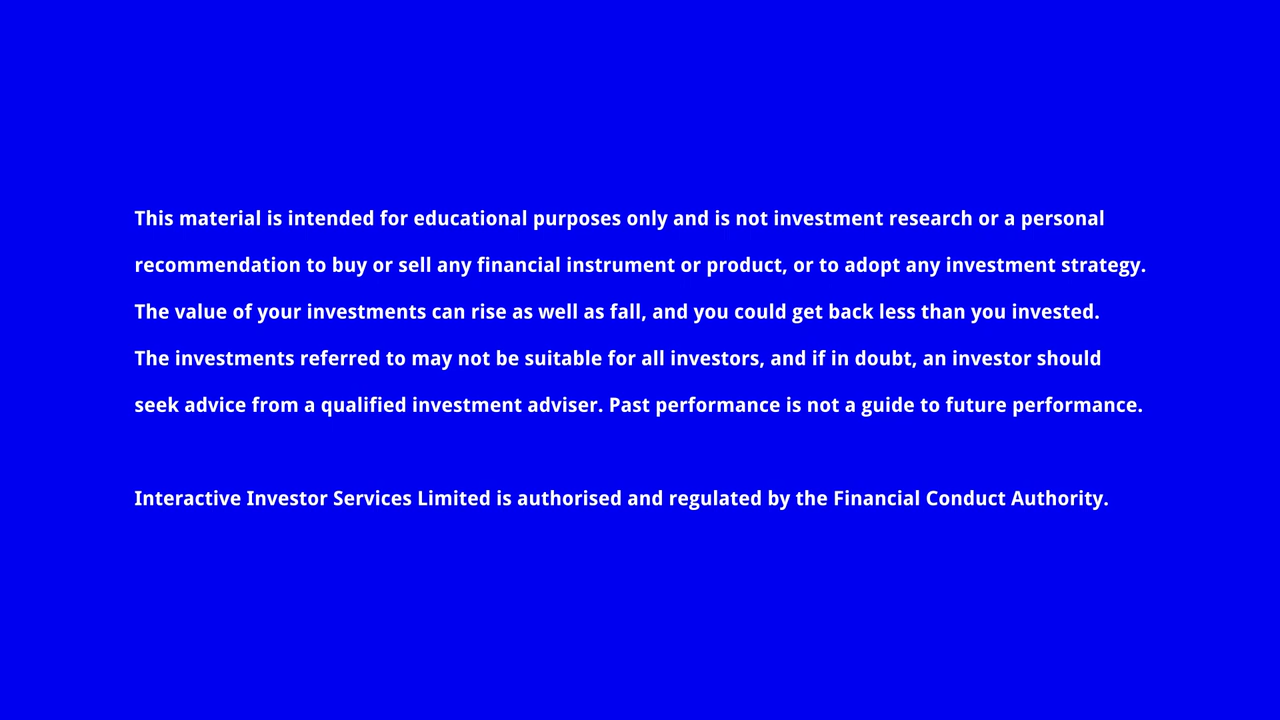 This material is intended for educational purposes only and is not investment research or a personal
recommendation to buy or sell any financial instrument or product, or to adopt any investment strategy.
The value of your investments can rise as well as fall, and you could get back less than you invested.
The investments referred to may not be suitable for all investors, and if in doubt, an investor should
seek advice from a qualified investment adviser. Past performance is not a guide to future performance.
Interactive Investor Services Limited is authorised and regulated by the Financial Conduct Authority.